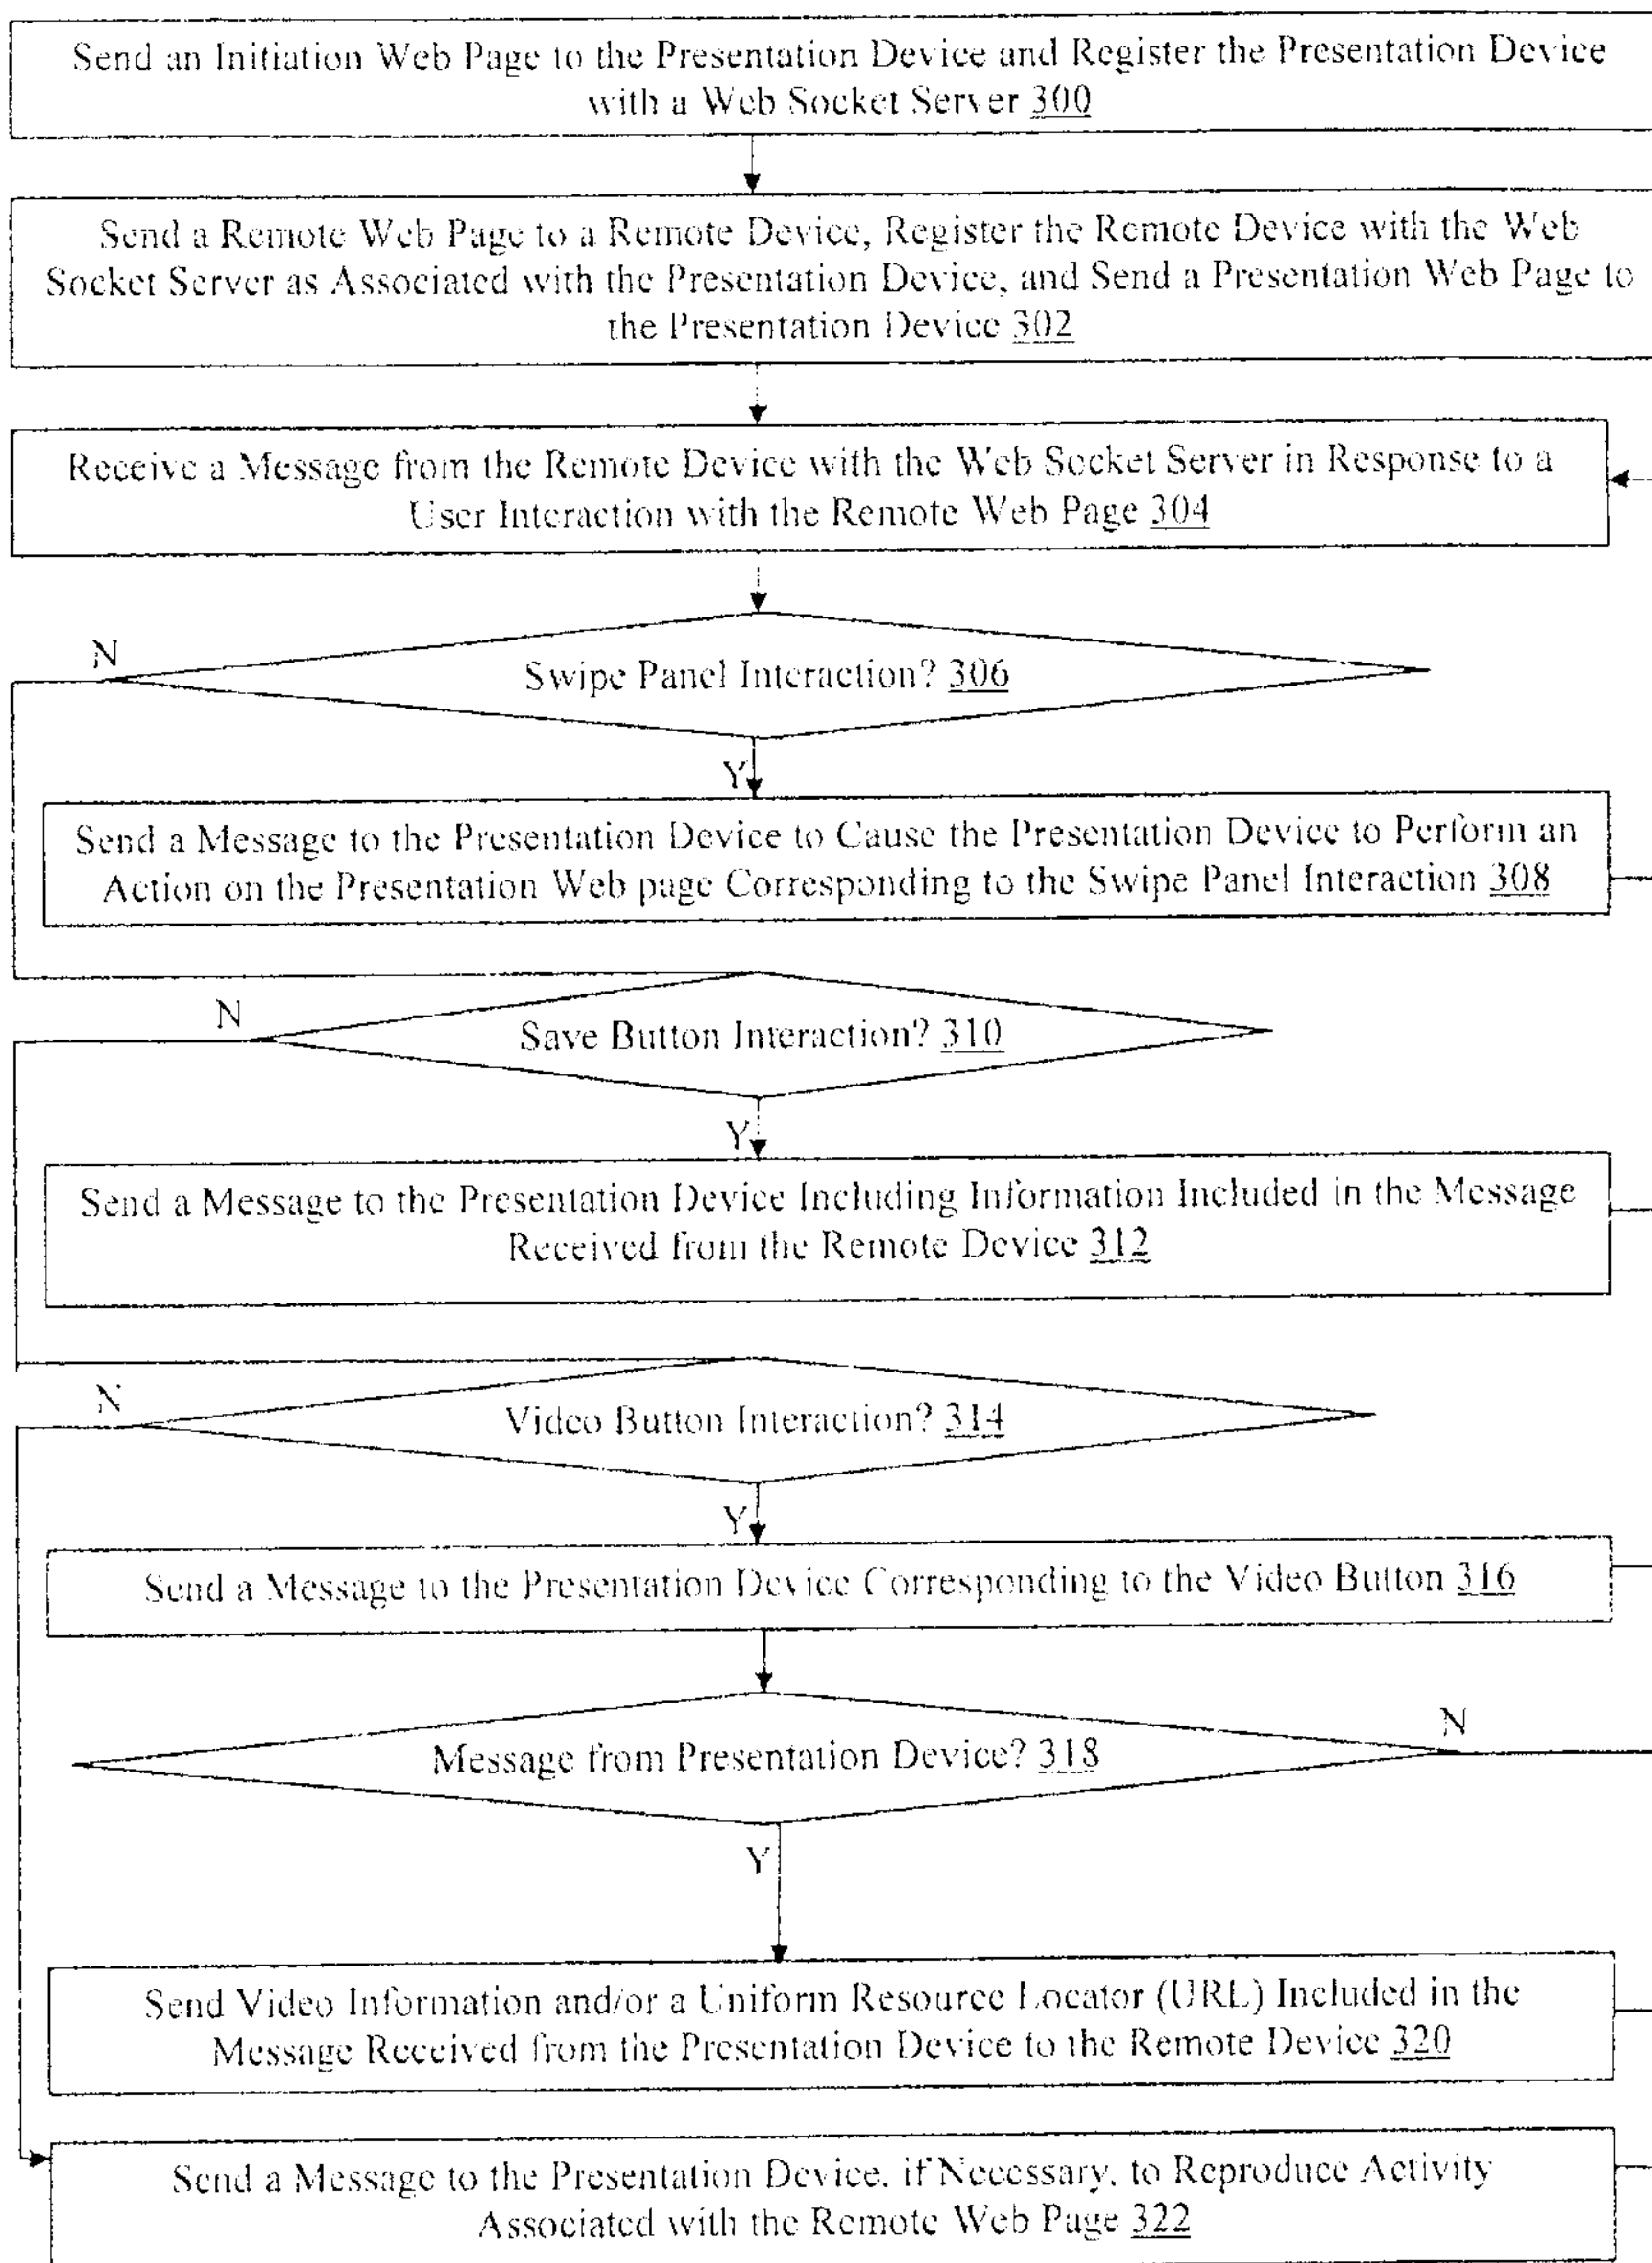 Send an Initiation Web Page to the Presentation Device and Register the Presentation Device
with a Web Socket Server 300
Send a Remote Web Page to a Remote Device, Register the Remote Device with the Web
Socket Server as Associated with the Presentation Device, and Send a Presentation Web Page to
the Presentation Device 302
Receive a Message from the Remote Device with the Web Socket Server in Response to a
User Interaction with the Remote Web Page 304
N
Swipe Panel Interaction? 306
Y
Send a Message to the Presentation Device to Cause the Presentation Device to Perform an
Action on the Presentation Web page Corresponding to the Swipe Panel Interaction 308
N
Save Button Interaction? 310
Y
Send a Message to the Presentation Device Including Information Included in the Message
Received from the Remote Device 312
N
Video Button Interaction? 314
Y
Send a Message to the Presentation Device Corresponding to the Video Button 316
N
Message from Presentation Device? 318
Y
Send Video Information and/or a Uniform Resource Locator (URL) Included in the
Message Received from the Presentation Device to the Remote Device 320
Send a Message to the Presentation Device, if Necessary, to Reproduce Activity
Associated with the Remote Web Page 322